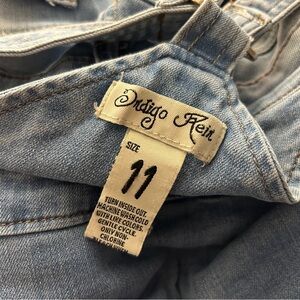 Indigo Rein
SIZE
11
TURN INSIDE OUT.
MACHINE WASH COLD
WITH LIKE COLORS.
GENTLE CYCLE.
ONLY NON-
CHLORINE